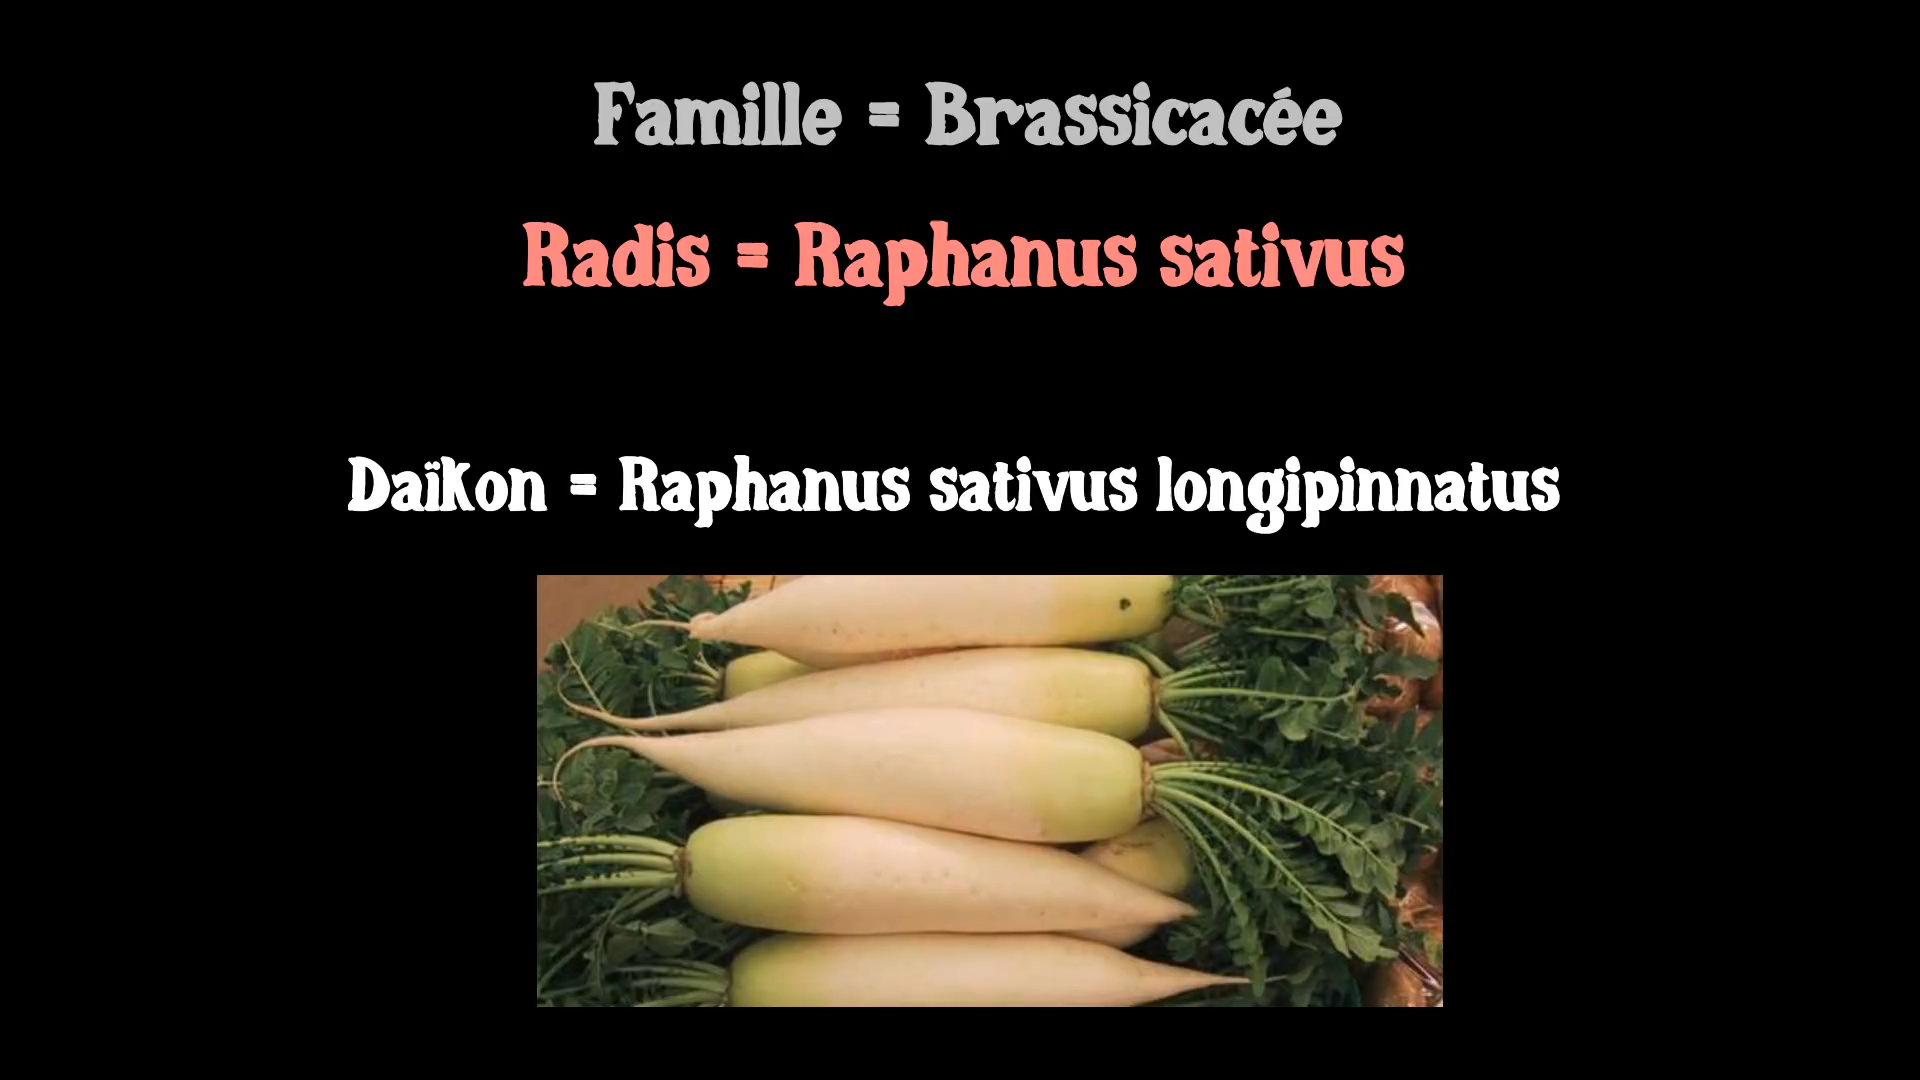 Famille = Brassicacée
Radis = Raphanus sativus
Daïkon = Raphanus sativus longipinnatus